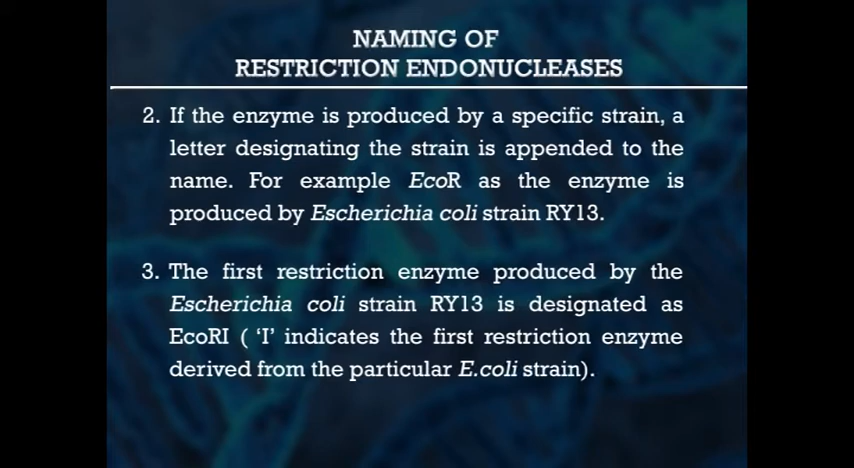 NAMING OF
RESTRICTION ENDONUCLEASES
2. If the enzyme is produced by a specific strain, a
letter designating the strain is appended to the
name. For example EcoR as the enzyme is
produced by Escherichia coli strain RY13.
3. The first restriction enzyme produced by the
Escherichia coli strain RY13 is designated as
EcoRI ( ‘I’ indicates the first restriction enzyme
derived from the particular E.coli strain).